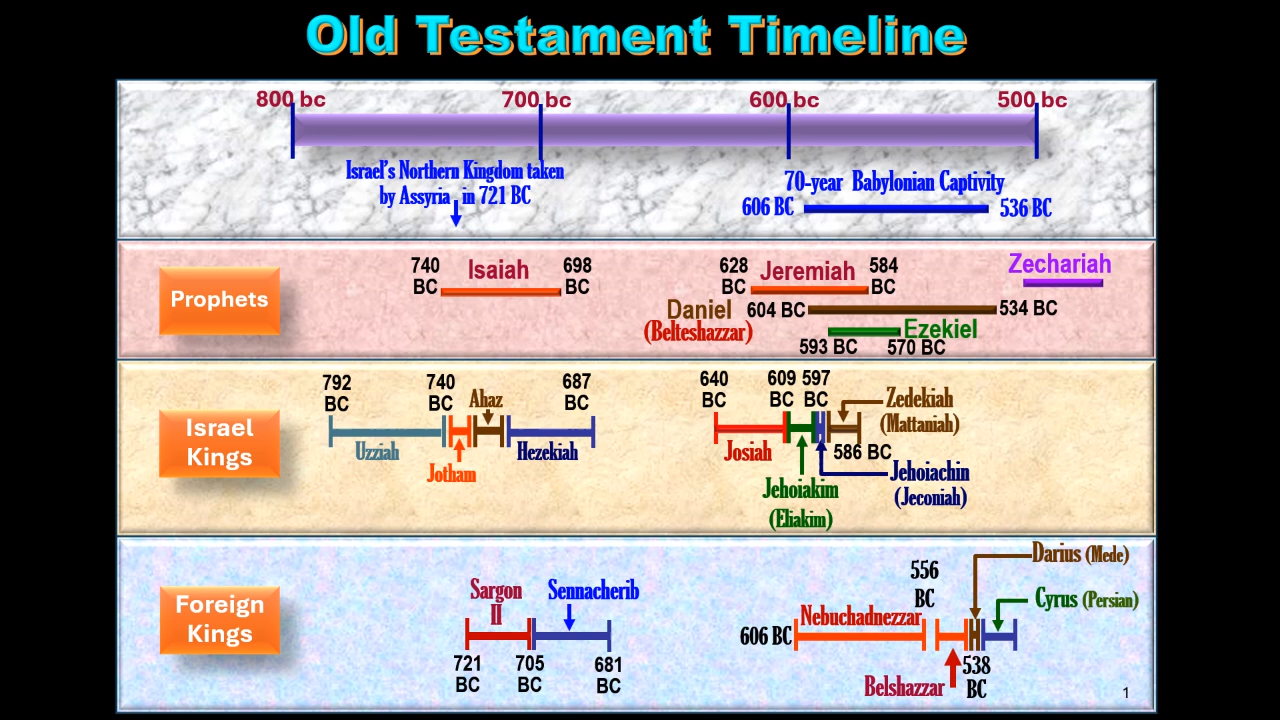 Old Testament Timeline
800 bc 700 bc 600 bc 500 bc
Israel's Northern Kingdom taken
by Assyria in 721 BC
70-year Babylonian Captivity
606 BC 536 BC
Prophets
740
BC
Isaiah
698
BC
628
BC
Jeremiah
584
BC
Zechariah
Daniel
(Belteshazzar)
604 BC
534 BC
Ezekiel
593 BC 570 BC
Israel
Kings
792
BC
740
BC
Ahaz
687
BC
Uzziah
Jotham
Hezekiah
640
BC
609
BC
597
BC
Zedekiah
(Mattaniah)
586 BC
Josiah
Jehoiachin
(Jeconiah)
Jehoiakim
(Eliakim)
Foreign
Kings
Sargon
II
Sennacherib
721
BC
705
BC
681
BC
556
BC
Darius (Mede)
Cyrus (Persian)
Nebuchadnezzar
606 BC
538
BC
Belshazzar
1